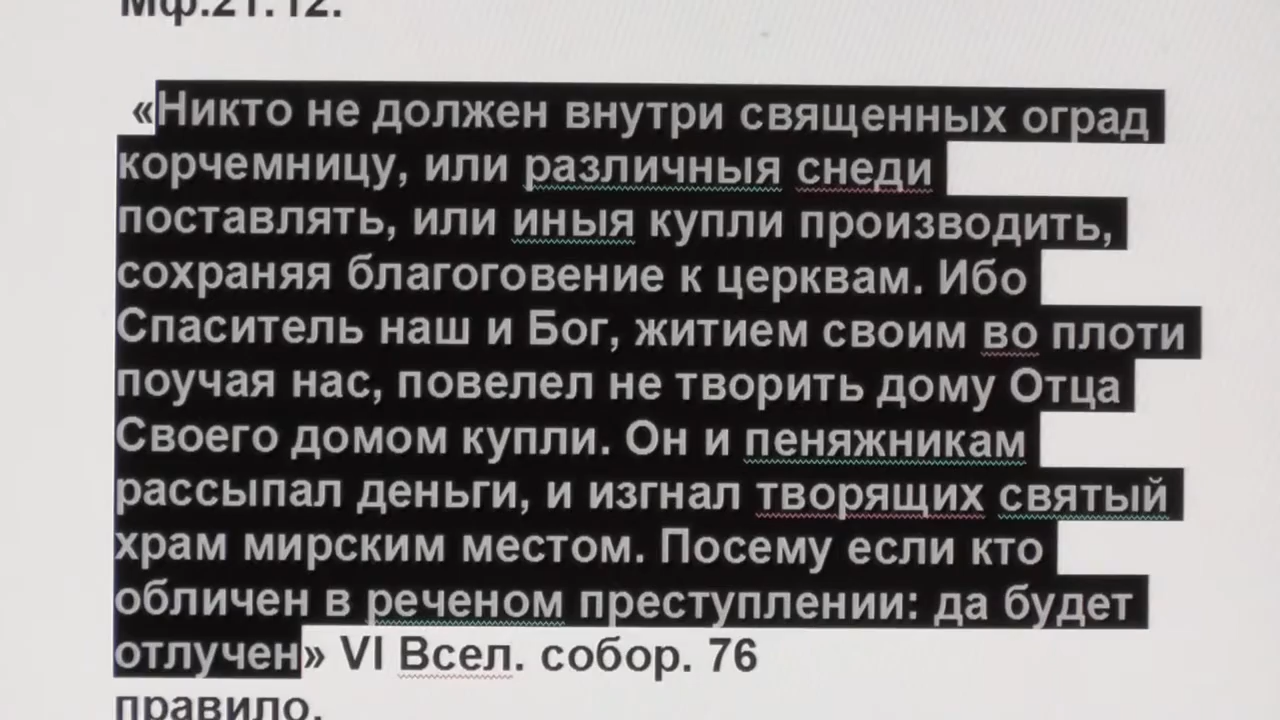 Мф.21.12.
«Никто не должен внутри священных оград
корчемницу, или различныя снеди
поставлять, или иныя купли производить,
сохраняя благоговение к церквам. Ибо
Спаситель наш и Бог, житием своим во плоти
поучая нас, повелел не творить дому Отца
Своего домом купли. Он и пеняжникам
рассыпал деньги, и изгнал творящих святый
храм мирским местом. Посему если кто
обличен в реченом преступлении: да будет
отлучен» VI Всел. собор. 76
правило.